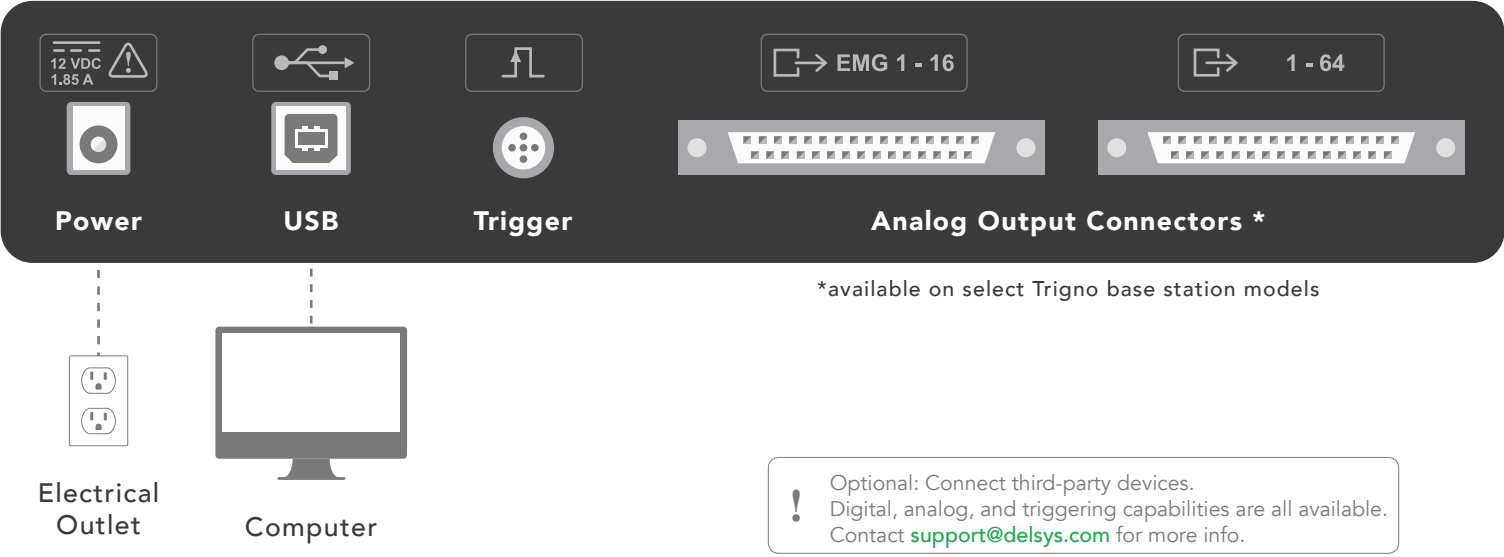 12 VDC
1.85 A
EMG 1 - 16
1 - 64
Power
USB
Trigger
Analog Output Connectors *
*available on select Trigno base station models
Electrical
Outlet
Computer
! Optional: Connect third-party devices.
Digital, analog, and triggering capabilities are all available.
Contact support@delsys.com for more info.